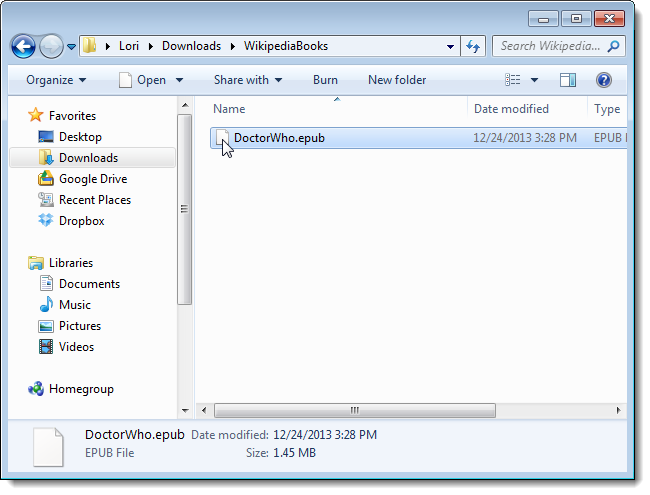 Lori Downloads WikipediaBooks Search Wikipedia...
Organize Open Share with Burn New folder
Name Date modified Type
Favorites
Desktop
Downloads
Google Drive
Recent Places
Dropbox
Libraries
Documents
Music
Pictures
Videos
Homegroup
DoctorWho.epub 12/24/2013 3:28 PM EPUB F
DoctorWho.epub Date modified: 12/24/2013 3:28 PM
EPUB File Size: 1.45 MB